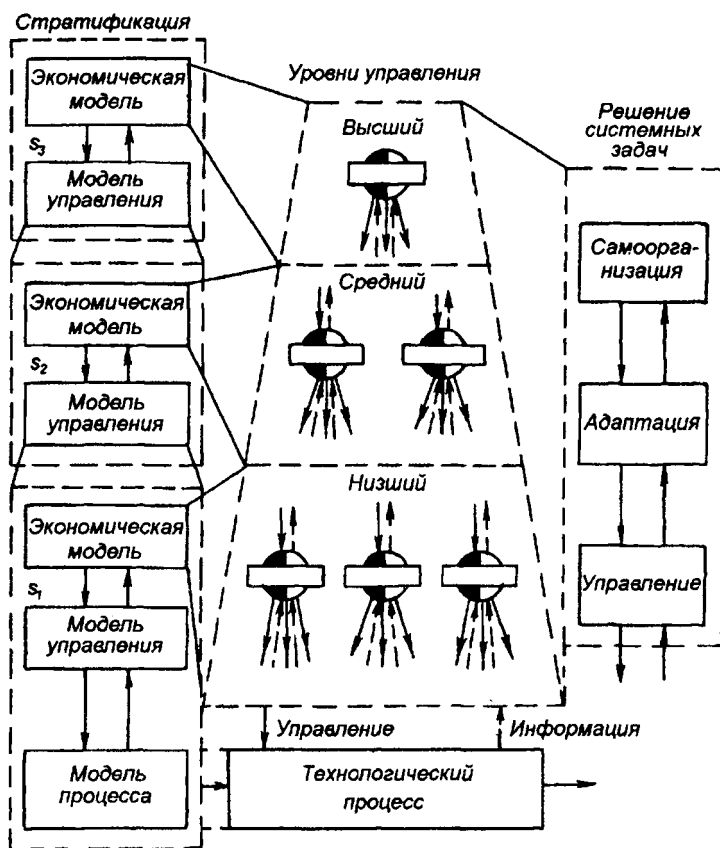 Стратификация
Экономическая
модель
s3
Модель
управления
Экономическая
модель
s2
Модель
управления
Экономическая
модель
s1
Модель
управления
Модель
процесса
Уровни управления
Высший
Средний
Низший
Управление
Информация
Технологический
процесс
Решение
системных
задач
Самоорга-
низация
Адаптация
Управление